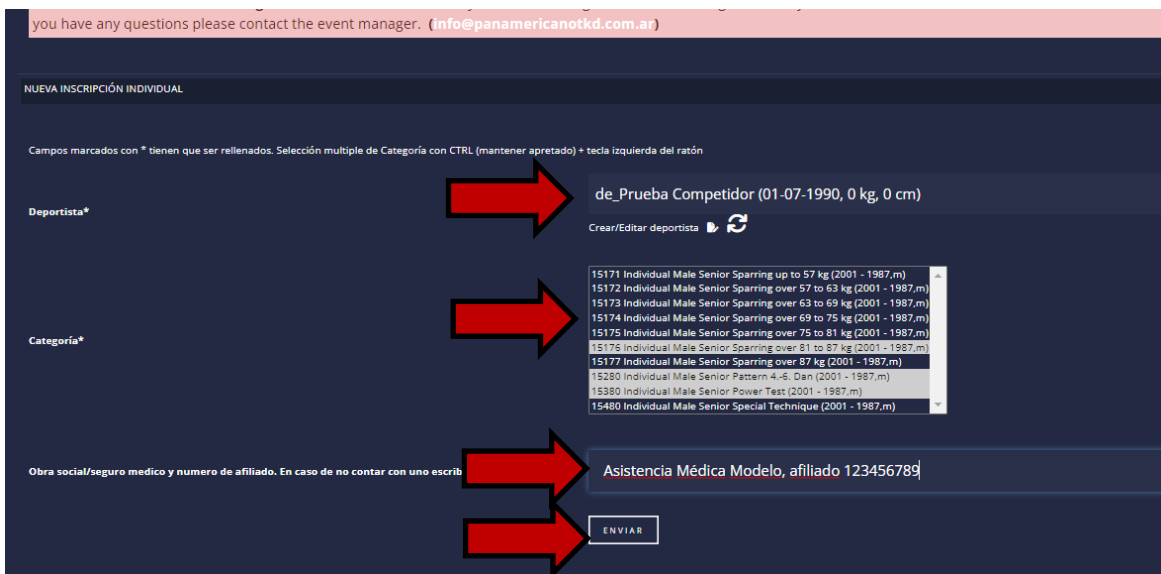 you have any questions please contact the event manager. (info@panamericanotkd.com.ar)
NUEVA INSCRIPCIÓN INDIVIDUAL
Campos marcados con * tienen que ser rellenados. Selección multiple de Categoría con CTRL (mantener apretado) + tecla izquierda del ratón
Deportista*
de_Prueba Competidor (01-07-1990, 0 kg, 0 cm)
Crear/Editar deportista
Categoría*
15171 Individual Male Senior Sparring up to 57 kg (2001 - 1987,m)
15172 Individual Male Senior Sparring over 57 to 63 kg (2001 - 1987,m)
15173 Individual Male Senior Sparring over 63 to 69 kg (2001 - 1987,m)
15174 Individual Male Senior Sparring over 69 to 75 kg (2001 - 1987,m)
15175 Individual Male Senior Sparring over 75 to 81 kg (2001 - 1987,m)
15176 Individual Male Senior Sparring over 81 to 87 kg (2001 - 1987,m)
15177 Individual Male Senior Sparring over 87 kg (2001 - 1987,m)
15280 Individual Male Senior Pattern 4.-6. Dan (2001 - 1987,m)
15380 Individual Male Senior Power Test (2001 - 1987,m)
15480 Individual Male Senior Special Technique (2001 - 1987,m)
Obra social/seguro medico y numero de afiliado. En caso de no contar con uno escrib
Asistencia Médica Modelo, afiliado 123456789
ENVIAR